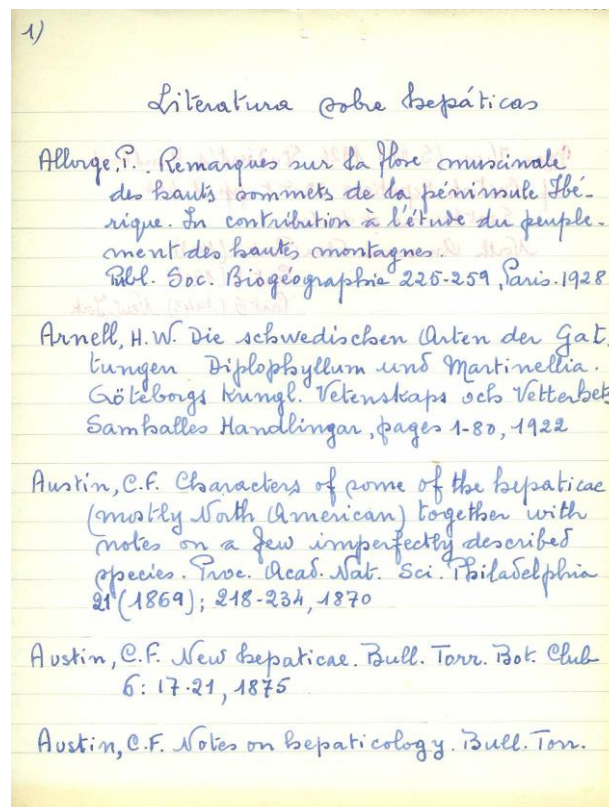 1)
Literatura sobre hepáticas
Allorge, P.. Remarques sur la flore muscinale
des hauts sommets de la péninsule Ibé-
rique. In contribution à l'étude du peuple-
ment des hautes montagnes.
Publ. Soc. Biogéographie 225-259, Paris. 1928
Arnell, H.W. Die schwedischen Arten der Gat.
tungen Diplophyllum und Martinellia.
Göteborgs Kungl. Vetenskaps och Vetterhets
Samhalles Handlingar, pages 1-80, 1922
Austin, C.F. Characters of some of the hepaticae
(mostly North American) together with
notes on a few imperfectly described
species. Proc. Acad. Nat. Sci. Philadelphia
21 (1869); 218-234, 1870
Austin, C.F. New hepaticae. Bull. Torr. Bot. Club
6: 17-21, 1875
Austin, C.F. Notes on hepaticology. Bull. Torr.